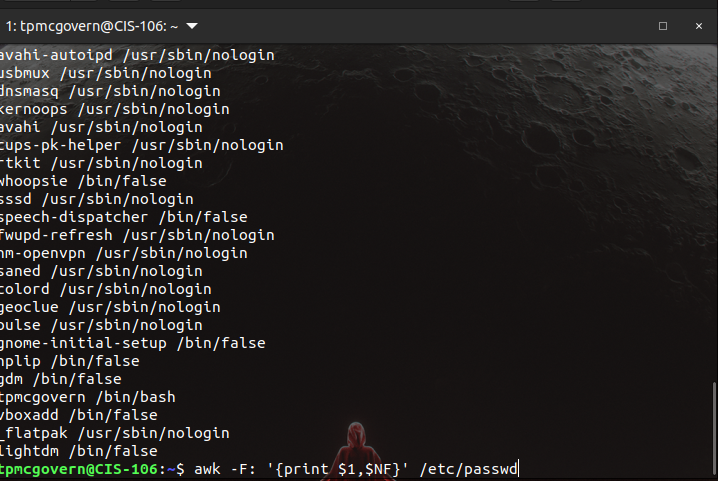 1: tpmcgovern@CIS-106: ~
avahi-autoipd /usr/sbin/nologin
usbmux /usr/sbin/nologin
dnsmasq /usr/sbin/nologin
kernoops /usr/sbin/nologin
avahi /usr/sbin/nologin
cups-pk-helper /usr/sbin/nologin
rtkit /usr/sbin/nologin
whoopsie /bin/false
sssd /usr/sbin/nologin
speech-dispatcher /bin/false
fwupd-refresh /usr/sbin/nologin
nm-openvpn /usr/sbin/nologin
saned /usr/sbin/nologin
colord /usr/sbin/nologin
geoclue /usr/sbin/nologin
pulse /usr/sbin/nologin
gnome-initial-setup /bin/false
hplip /bin/false
gdm /bin/false
tpmcgovern /bin/bash
vboxadd /bin/false
_flatpak /usr/sbin/nologin
lightdm /bin/false
tpmcgovern@CIS-106:~$ awk -F: '{print $1,$NF}' /etc/passwd